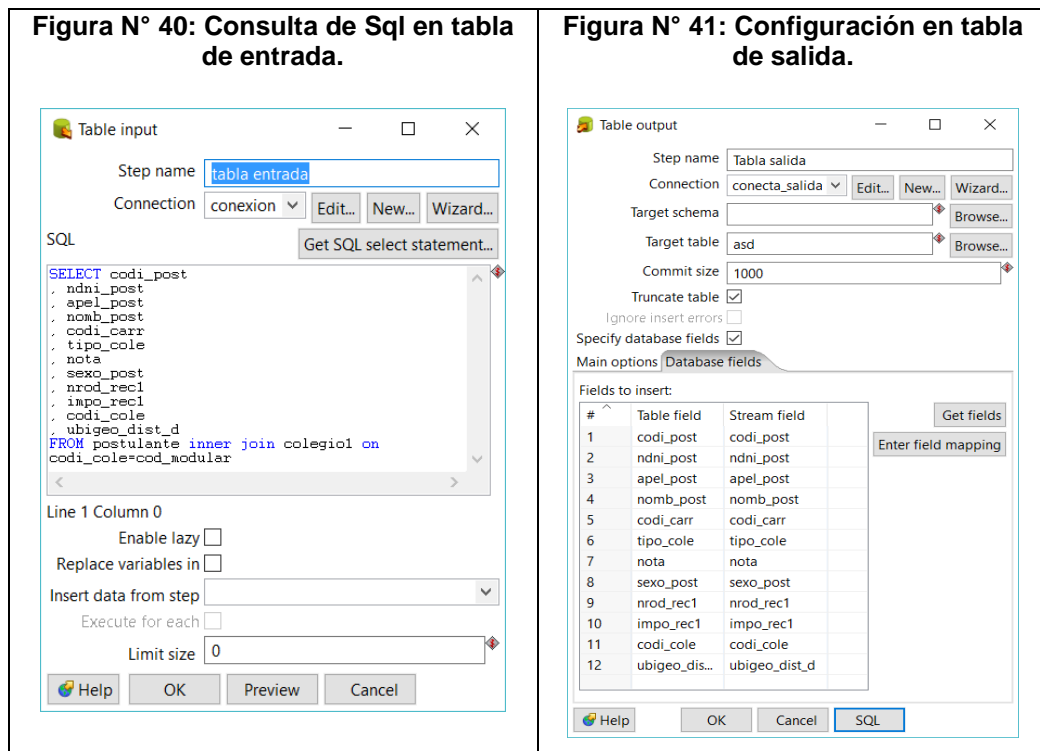 Figura N° 40: Consulta de Sql en tabla
de entrada.
Table input
Step name tabla entrada
Connection conexion Edit... New... Wizard...
SQL Get SQL select statement...
SELECT codi_post
, ndni_post
, apel_post
, nomb_post
, codi_carr
, tipo_cole
, nota
, sexo_post
, nrod_rec1
, impo_rec1
, codi_cole
, ubigeo_dist_d
FROM postulante inner join colegio1 on
codi_cole=cod_modular
Line 1 Column 0
Enable lazy
Replace variables in
Insert data from step
Execute for each
Limit size 0
Help OK Preview Cancel
Figura N° 41: Configuración en tabla
de salida.
Table output
Step name Tabla salida
Connection conecta_salida Edit... New... Wizard...
Target schema Browse...
Target table asd Browse...
Commit size 1000
Truncate table
Ignore insert errors
Specify database fields
Main options Database fields
Fields to insert:
# Table field Stream field Get fields
1 codi_post codi_post
Enter field mapping
2 ndni_post ndni_post
3 apel_post apel_post
4 nomb_post nomb_post
5 codi_carr codi_carr
6 tipo_cole tipo_cole
7 nota nota
8 sexo_post sexo_post
9 nrod_rec1 nrod_rec1
10 impo_rec1 impo_rec1
11 codi_cole codi_cole
12 ubigeo_dis... ubigeo_dist_d
Help OK Cancel SQL